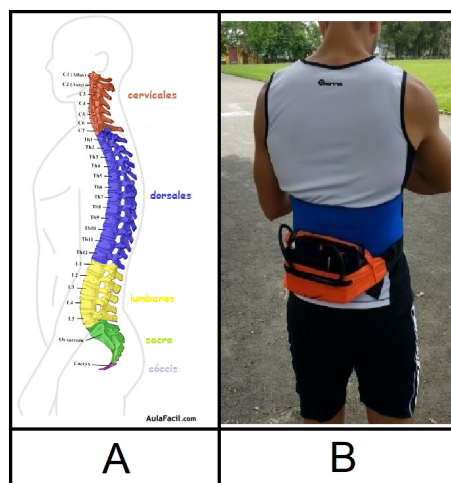 C1 (Atlas)
C2 (Axis)
C3
C4
C5
C6
C7
cervicales
Th1
Th2
Th3
Th4
Th5
Th6
Th7
Th8
Th9
Th10
Th11
Th12
dorsales
L1
L2
L3
L4
L5
lumbares
Os sacrum
sacro
Coccyx
cóccis
AulaFacil.com
A
B